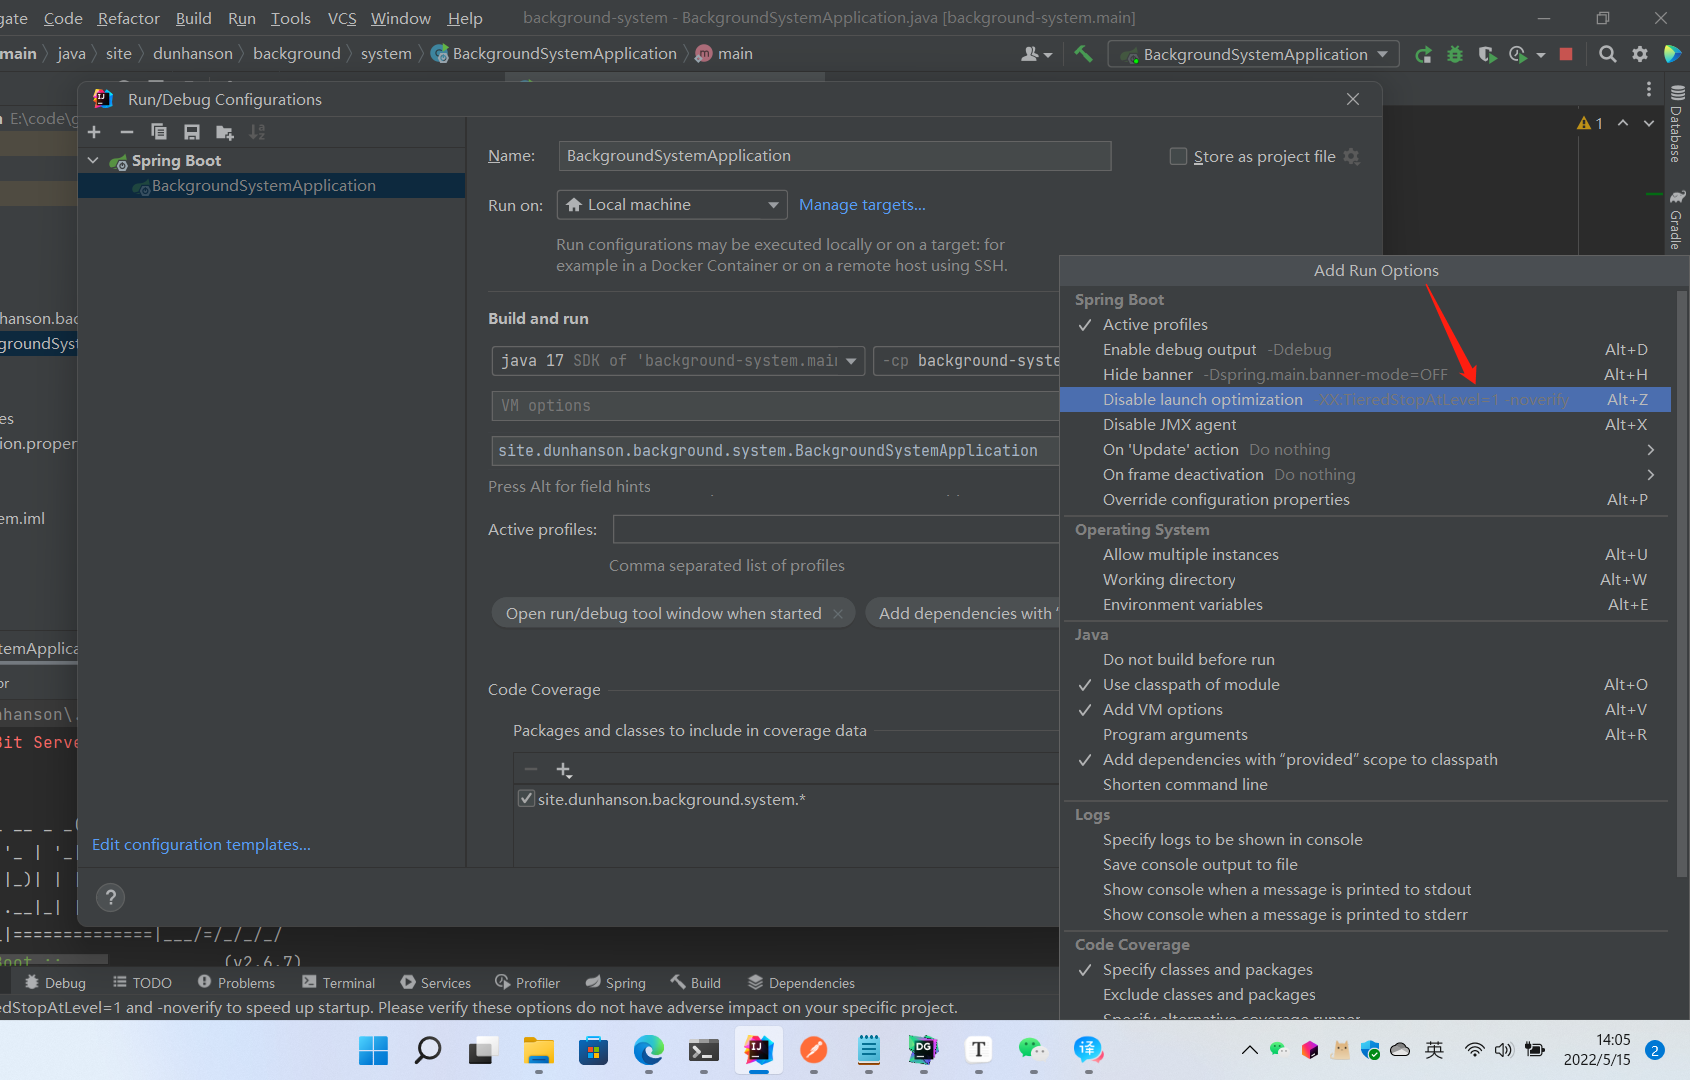 gate Code Refactor Build Run Tools VCS Window Help background-system - BackgroundSystemApplication.java [background-system.main]
main java site dunhanson background system BackgroundSystemApplication main BackgroundSystemApplication
Run/Debug Configurations
E:\code\g
1
Database
Gradle
Spring Boot
BackgroundSystemApplication
Name: BackgroundSystemApplication
Store as project file
Run on: Local machine Manage targets...
Run configurations may be executed locally or on a target: for
example in a Docker Container or on a remote host using SSH.
Build and run
java 17 SDK of 'background-system.mai
-cp background-syste
VM options
site.dunhanson.background.system.BackgroundSystemApplication
Press Alt for field hints
Active profiles:
Comma separated list of profiles
Open run/debug tool window when started
Add dependencies with “
Code Coverage
Packages and classes to include in coverage data
site.dunhanson.background.system.*
Edit configuration templates...
?
Add Run Options
Spring Boot
Active profiles
Enable debug output -Ddebug Alt+D
Hide banner -Dspring.main.banner-mode=OFF Alt+H
Disable launch optimization -XX:TieredStopAtLevel=1 -noverify Alt+Z
Disable JMX agent Alt+X
On 'Update' action Do nothing
On frame deactivation Do nothing
Override configuration properties Alt+P
Operating System
Allow multiple instances Alt+U
Working directory Alt+W
Environment variables Alt+E
Java
Do not build before run
Use classpath of module Alt+O
Add VM options Alt+V
Program arguments Alt+R
Add dependencies with “provided” scope to classpath
Shorten command line
Logs
Specify logs to be shown in console
Save console output to file
Show console when a message is printed to stdout
Show console when a message is printed to stderr
Code Coverage
Specify classes and packages
Exclude classes and packages
Specify alternative coverage runner
hanson.bac
groundSyst
es
ion.proper
em.iml
temApplica
or
nhanson\.
Bit Serve
_ __ _ _(
'_ | '_|
|_)| | |
.__|_| |
_|==============|___/=/_/_/_/
Boot :: (v2.6.7)
Debug TODO Problems Terminal Services Profiler Spring Build Dependencies
edStopAtLevel=1 and -noverify to speed up startup. Please verify these options do not have adverse impact on your specific project.
IJ
DG
T
译
英
14:05
2022/5/15
2